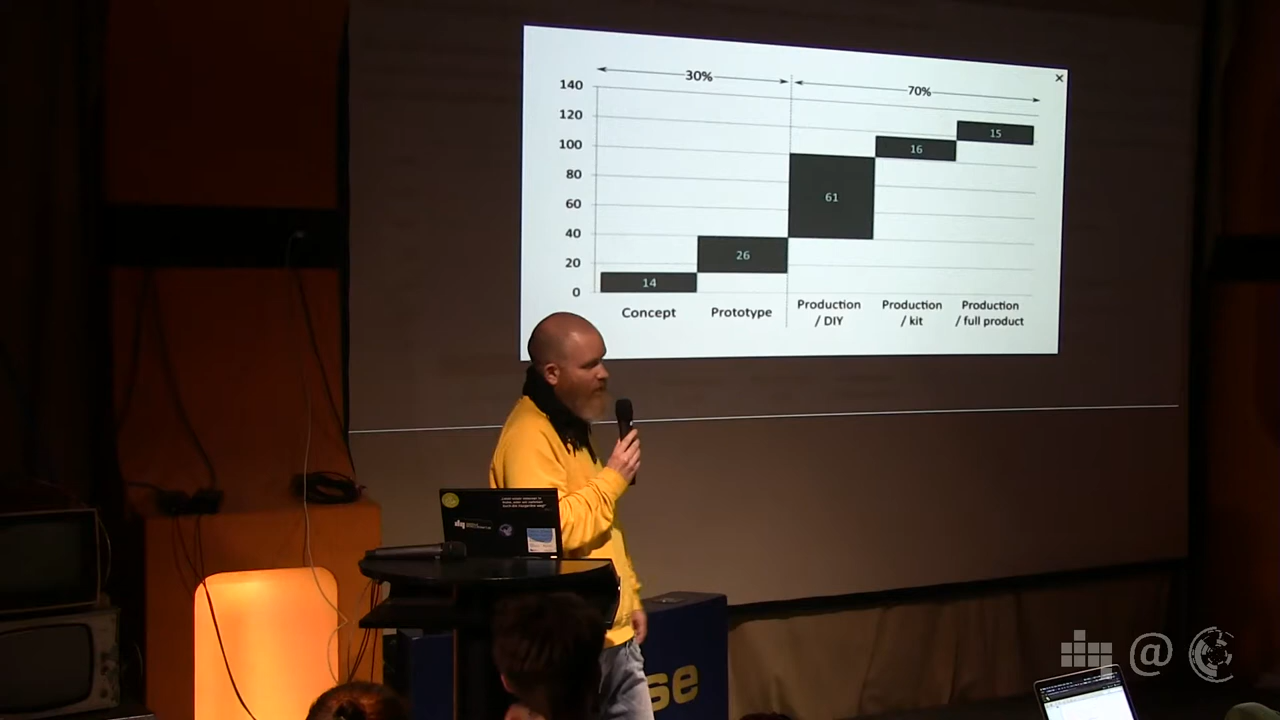 30%
70%
×
140
120
100
80
60
40
20
0
14
26
61
16
15
Concept
Prototype
Production
/ DIY
Production
/ kit
Production
/ full product
se
@